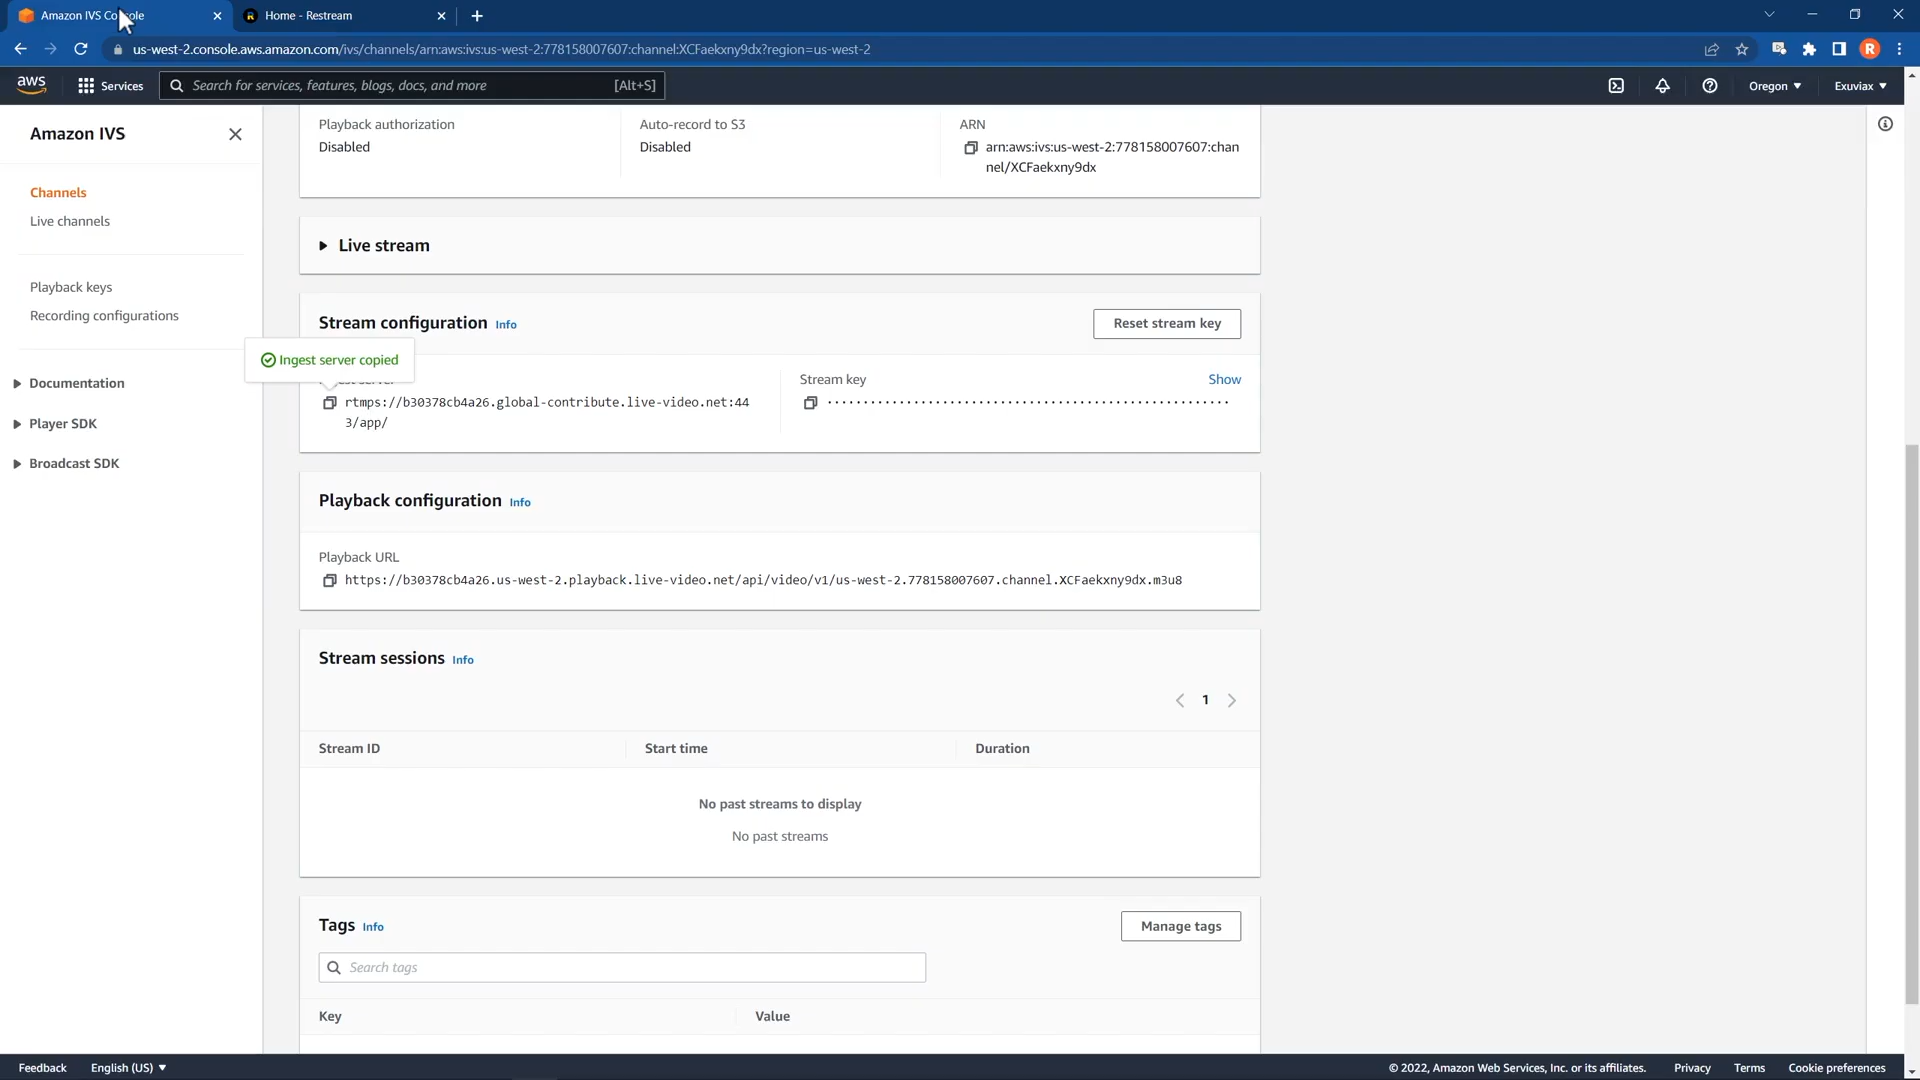 Amazon IVS Co sole
Home - Restream
us-west-2.console.aws.amazon.com/ivs/channels/arn:aws:ivs:us-west-2:778158007607:channel:XCFaekxny9dx?region=us-west-2
R
aws
Services
Search for services, features, blogs, docs, and more
[Alt+S]
Oregon
Exuviax
Amazon IVS
Channels
Live channels
Playback keys
Recording configurations
Documentation
Player SDK
Broadcast SDK
Playback authorization
Disabled
Auto-record to S3
Disabled
ARN
arn:aws:ivs:us-west-2:778158007607:chan
nel/XCFaekxny9dx
Live stream
Stream configuration Info
Reset stream key
Ingest server copied
rtmps://b30378cb4a26.global-contribute.live-video.net:44
3/app/
Stream key
Show
Playback configuration Info
Playback URL
https://b30378cb4a26.us-west-2.playback.live-video.net/api/video/v1/us-west-2.778158007607.channel.XCFaekxny9dx.m3u8
Stream sessions Info
1
Stream ID
Start time
Duration
No past streams to display
No past streams
Tags Info
Manage tags
Search tags
Key
Value
Feedback
English (US)
© 2022, Amazon Web Services, Inc. or its affiliates.
Privacy
Terms
Cookie preferences